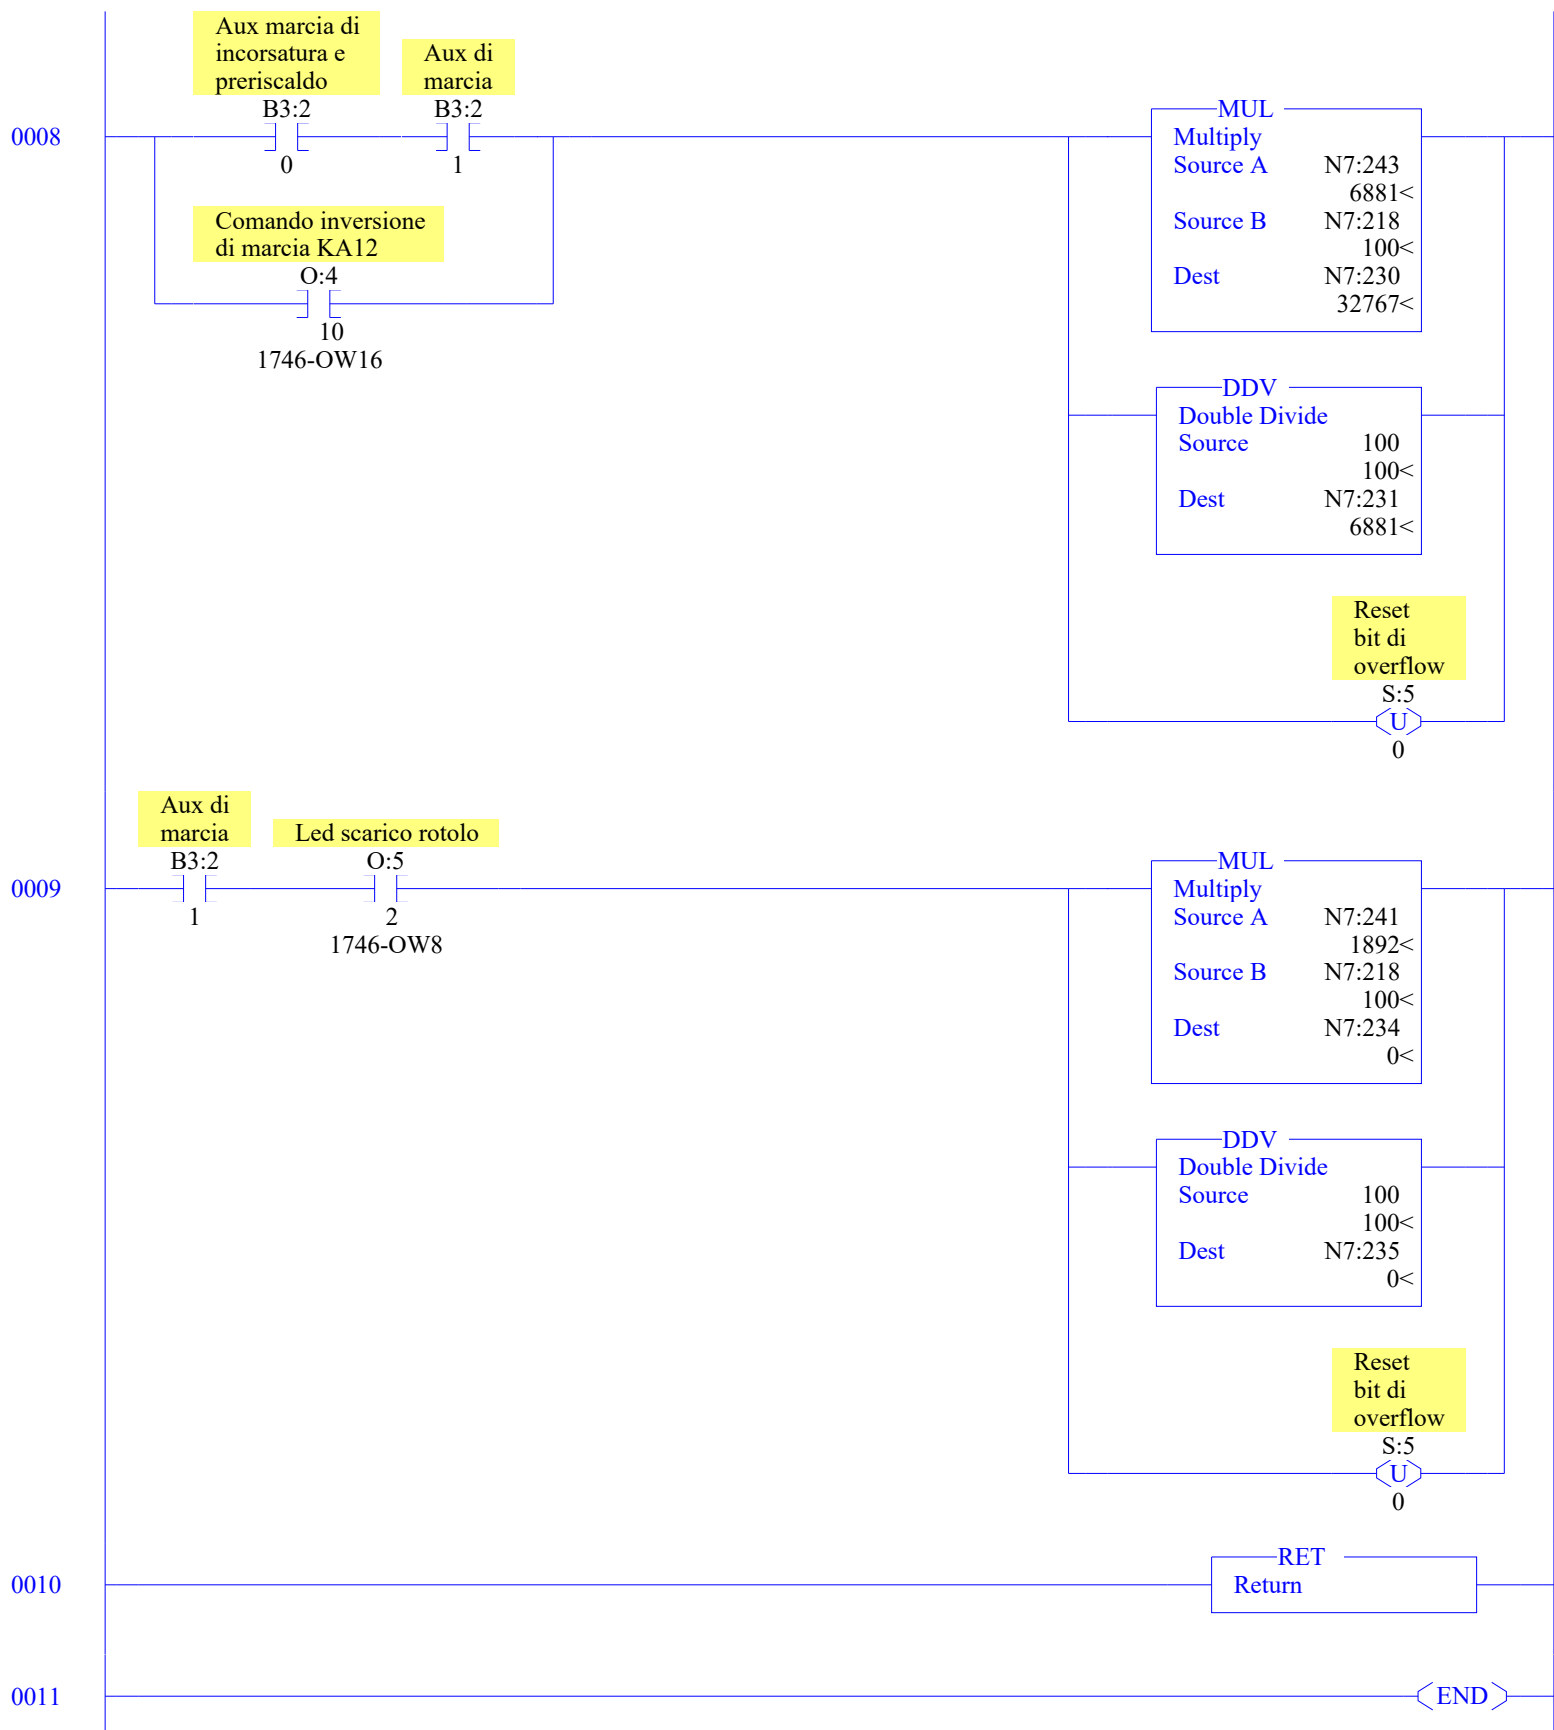 Aux marcia di
incorsatura e
preriscaldo
Aux di
marcia
B3:2
B3:2
0008
0
1
Comando inversione
di marcia KA12
O:4
10
1746-OW16
MUL
Multiply
Source A N7:243
6881<
Source B N7:218
100<
Dest N7:230
32767<
DDV
Double Divide
Source 100
100<
Dest N7:231
6881<
Reset
bit di
overflow
S:5
U
0
Aux di
marcia
Led scarico rotolo
B3:2
O:5
0009
1
2
1746-OW8
MUL
Multiply
Source A N7:241
1892<
Source B N7:218
100<
Dest N7:234
0<
DDV
Double Divide
Source 100
100<
Dest N7:235
0<
Reset
bit di
overflow
S:5
U
0
0010
RET
Return
0011
END